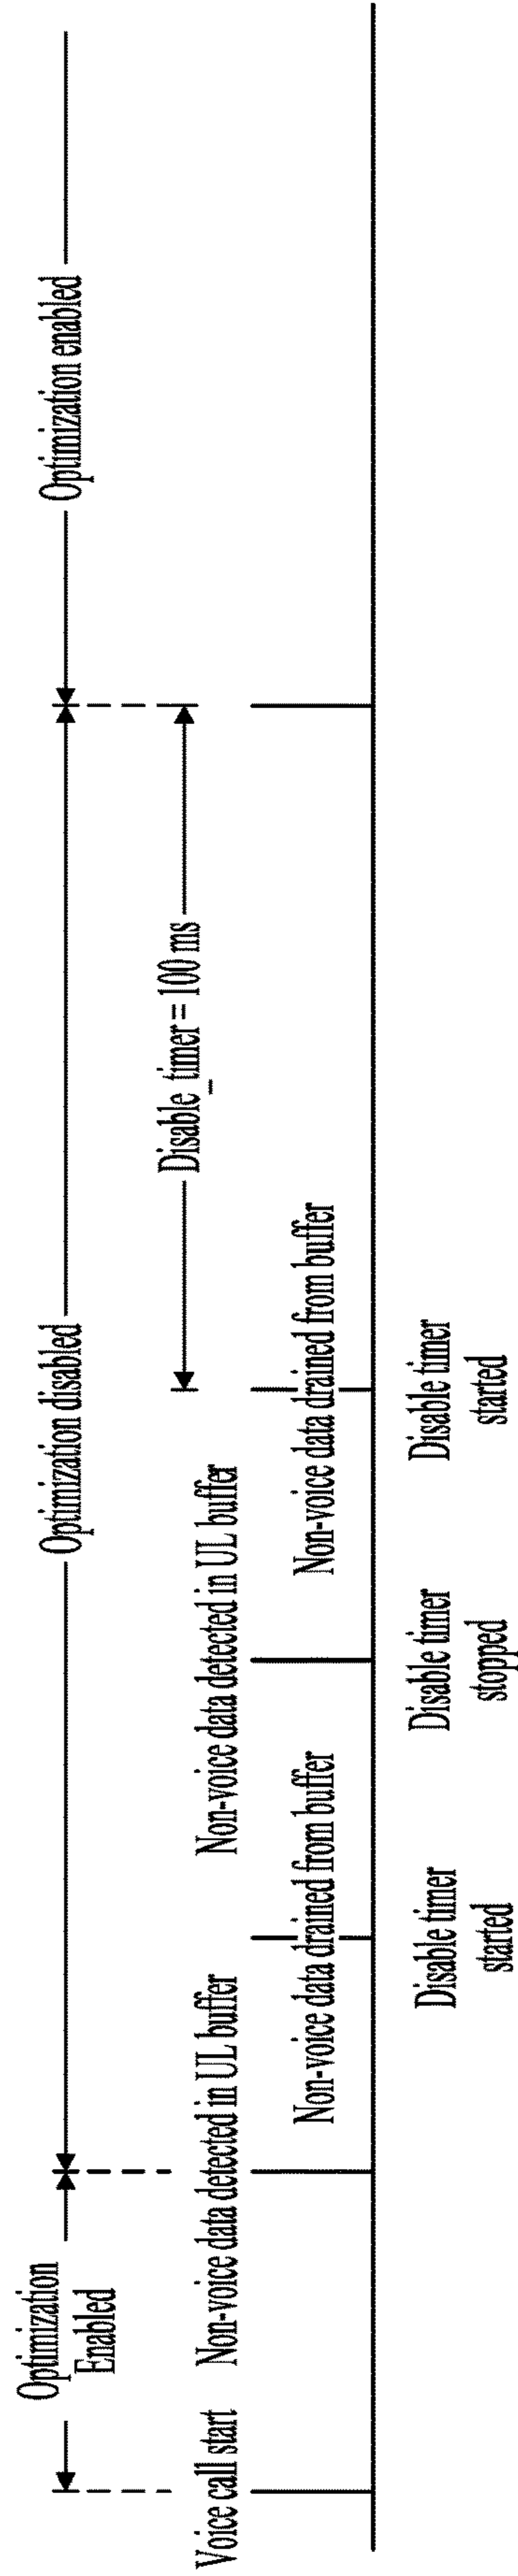 Optimization
Enabled
Optimization disabled
Optimization enabled
Disable_timer = 100 ms
Voice call start
Non-voice data detected in UL buffer
Non-voice data detected in UL buffer
Non-voice data drained from buffer
Non-voice data drained from buffer
Disable timer
started
Disable timer
stopped
Disable timer
started